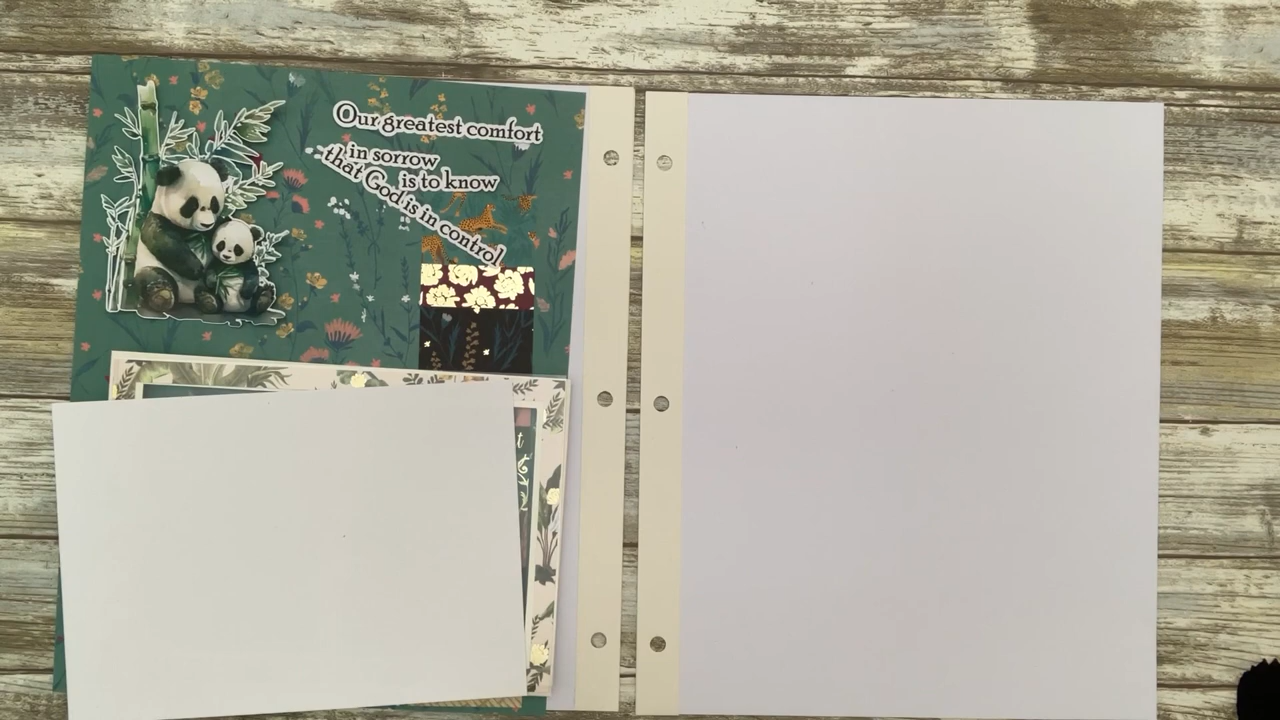 Our greatest comfort
in sorrow
is to know
that God is in control